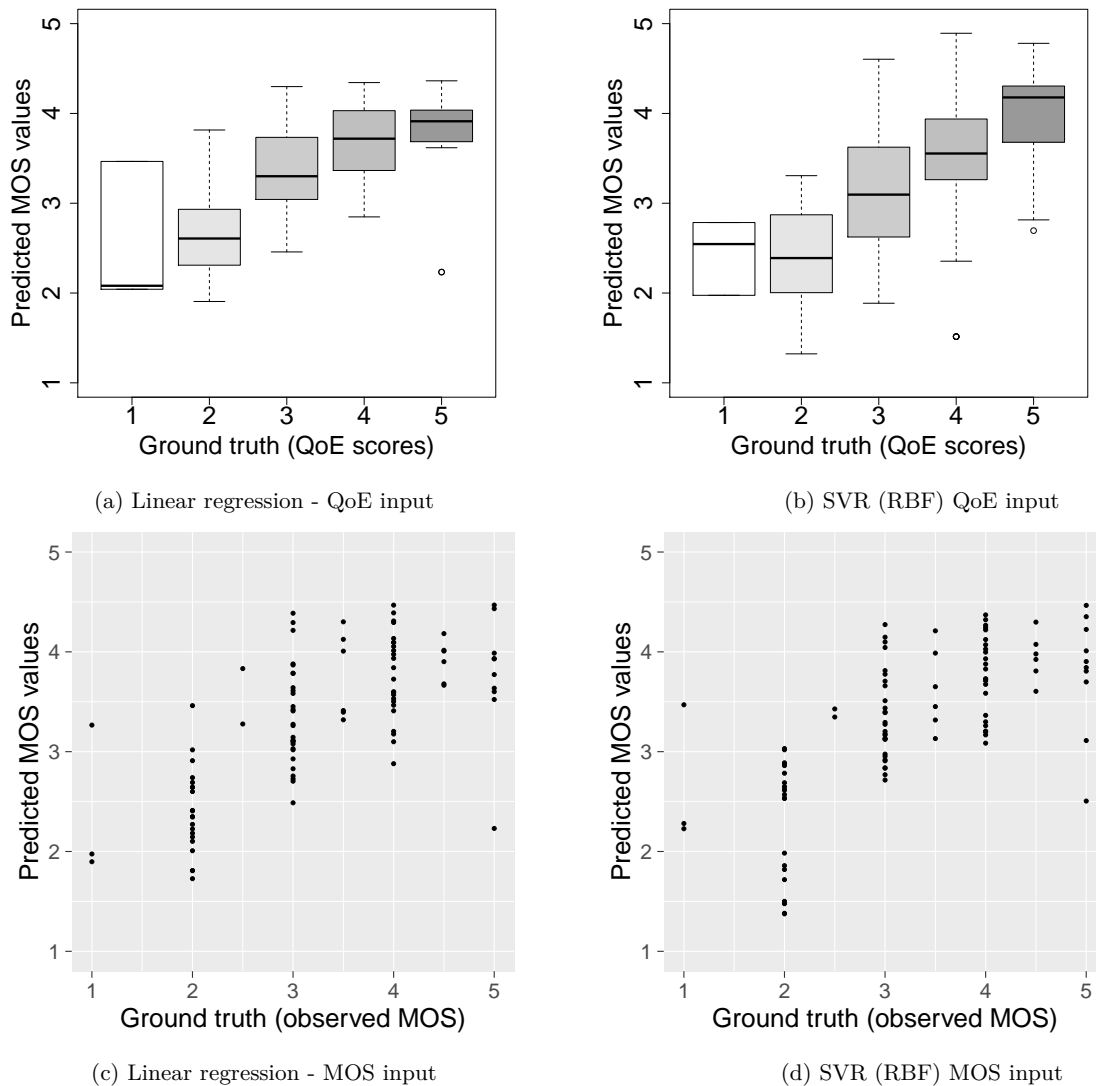 5
4
3
2
1
Predicted MOS values
1 2 3 4 5
Ground truth (QoE scores)
(a) Linear regression - QoE input
5
4
3
2
1
Predicted MOS values
1 2 3 4 5
Ground truth (QoE scores)
(b) SVR (RBF) QoE input
5
4
3
2
1
Predicted MOS values
1 2 3 4 5
Ground truth (observed MOS)
(c) Linear regression - MOS input
5
4
3
2
1
Predicted MOS values
1 2 3 4 5
Ground truth (observed MOS)
(d) SVR (RBF) MOS input